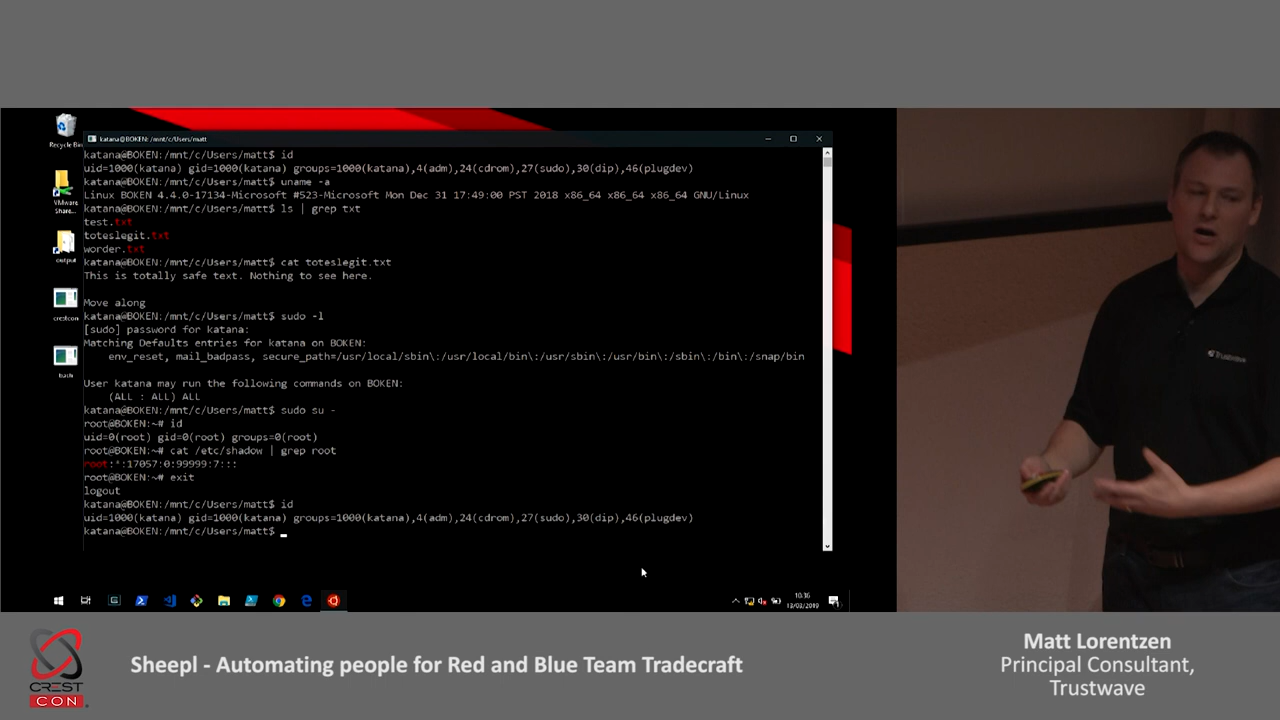 Recycle Bin
VMware
Share...
output
crestcon
katana@BOKEN: /mnt/c/Users/matt
katana@BOKEN:/mnt/c/Users/matt$ id
uid=1000(katana) gid=1000(katana) groups=1000(katana),4(adm),24(cdrom),27(sudo),30(dip),46(plugdev)
katana@BOKEN:/mnt/c/Users/matt$ uname -a
Linux BOKEN 4.4.0-17134-Microsoft #523-Microsoft Mon Dec 31 17:49:00 PST 2018 x86_64 x86_64 x86_64 GNU/Linux
katana@BOKEN:/mnt/c/Users/matt$ ls | grep txt
test.txt
toteslegit.txt
worder.txt
katana@BOKEN:/mnt/c/Users/matt$ cat toteslegit.txt
This is totally safe text. Nothing to see here.
Move along
katana@BOKEN:/mnt/c/Users/matt$ sudo -l
[sudo] password for katana:
Matching Defaults entries for katana on BOKEN:
env_reset, mail_badpass, secure_path=/usr/local/sbin\:/usr/local/bin\:/usr/sbin\:/usr/bin\:/sbin\:/bin\:/snap/bin
User katana may run the following commands on BOKEN:
(ALL : ALL) ALL
katana@BOKEN:/mnt/c/Users/matt$ sudo su -
root@BOKEN:~# id
uid=0(root) gid=0(root) groups=0(root)
root@BOKEN:~# cat /etc/shadow | grep root
root:*:17057:0:99999:7:::
root@BOKEN:~# exit
logout
katana@BOKEN:/mnt/c/Users/matt$ id
uid=1000(katana) gid=1000(katana) groups=1000(katana),4(adm),24(cdrom),27(sudo),30(dip),46(plugdev)
katana@BOKEN:/mnt/c/Users/matt$
10:36
13/03/2019
Trustwave
CREST
CON
Sheepl - Automating people for Red and Blue Team Tradecraft
Matt Lorentzen
Principal Consultant,
Trustwave